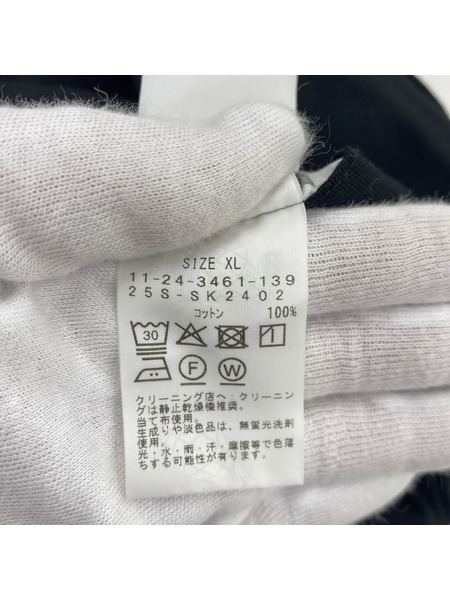 SIZE XL
11-24-3461-139
25S-SK2402
コットン 100%
30
F W
クリーニング店へ:クリーニン
グは静止乾燥機推奨。
当て布使用。
生成りや淡色品は、無蛍光洗剤
使用。
光・水・雨・汗・摩擦等で色落
ちする可能性が有ります。